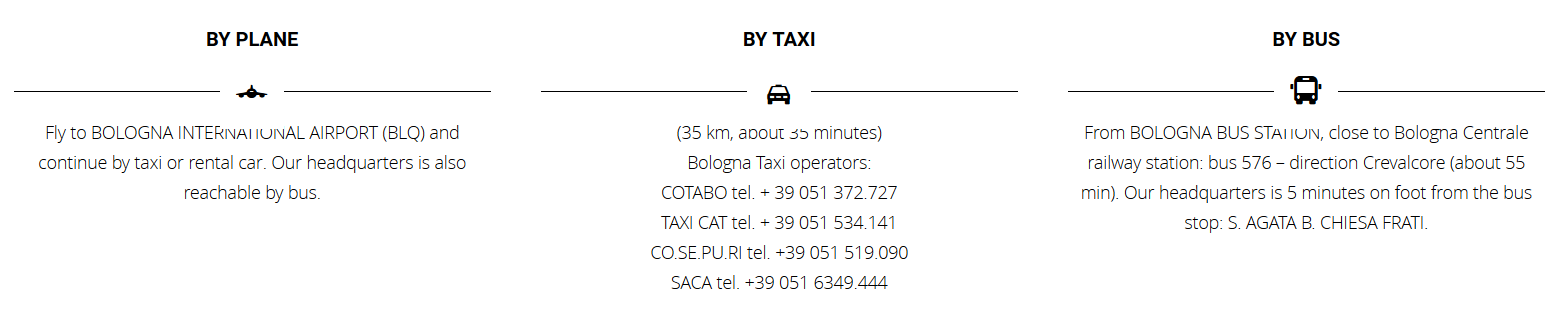 BY PLANE
Fly to BOLOGNA INTERNATIONAL AIRPORT (BLQ) and
continue by taxi or rental car. Our headquarters is also
reachable by bus.
BY TAXI
(35 km, about 35 minutes)
Bologna Taxi operators:
COTABO tel. + 39 051 372.727
TAXI CAT tel. + 39 051 534.141
CO.SE.PU.RI tel. +39 051 519.090
SACA tel. +39 051 6349.444
BY BUS
From BOLOGNA BUS STATION, close to Bologna Centrale
railway station: bus 576 – direction Crevalcore (about 55
min). Our headquarters is 5 minutes on foot from the bus
stop: S. AGATA B. CHIESA FRATI.